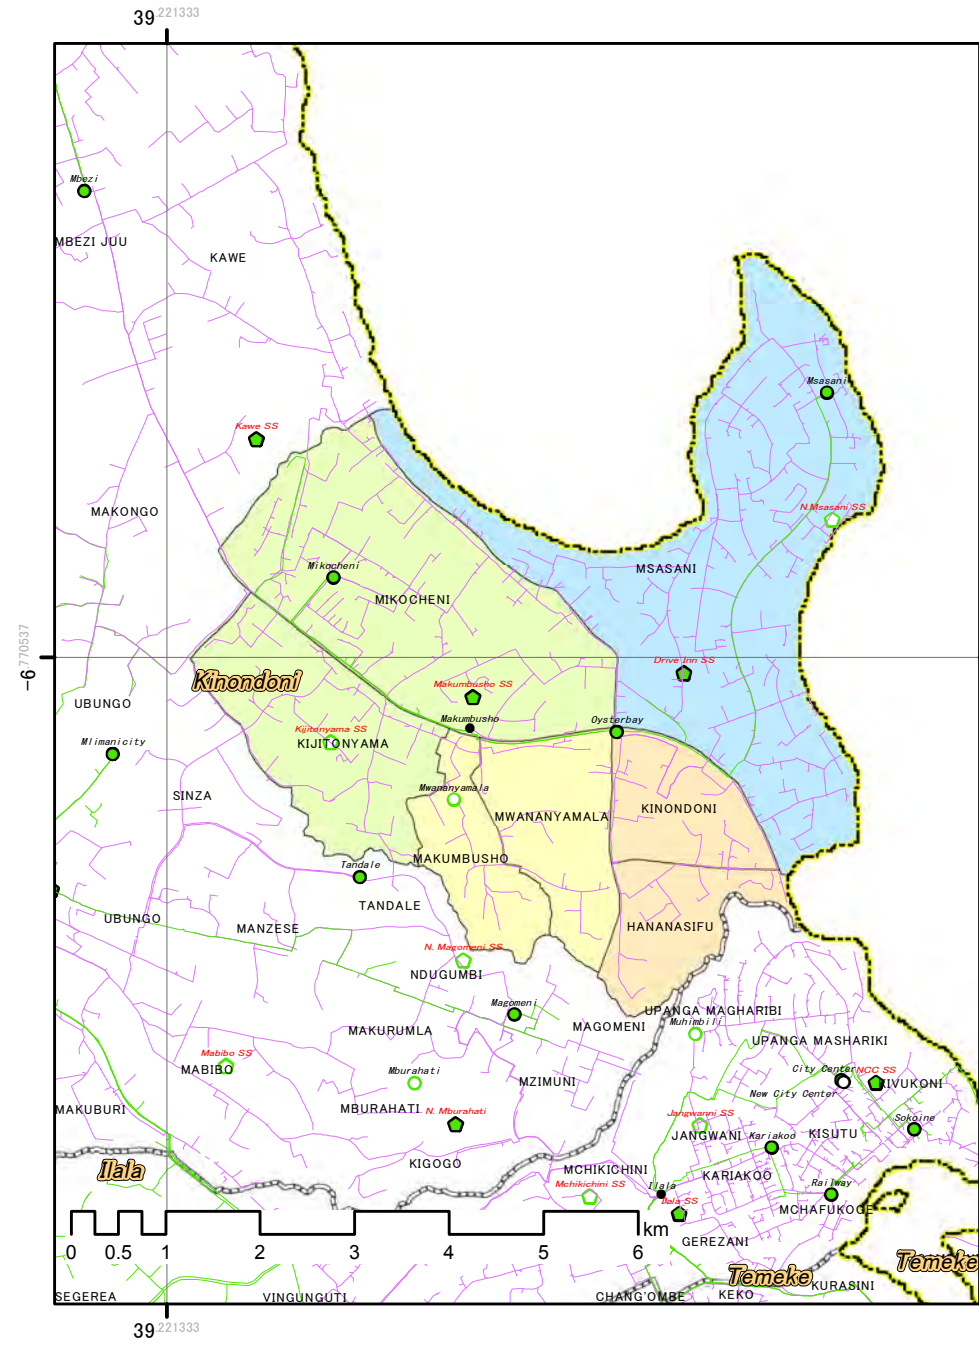 39.221333
Mbezi
MBEZI JUU
KAWE
Msasani
Kawe SS
MAKONGO
N.Msasani SS
Mikocheni
MSASANI
MIKOCHENI
-6.770537
Drive Inn SS
Kinondoni
Makumbusho SS
UBUNGO
Makumbusho
Oysterbay
Kijitonyama SS
Mlimanicity
KIJITONYAMA
Mwananyamala
SINZA
KINONDONI
MWANANYAMALA
MAKUMBUSHO
Tandale
TANDALE
UBUNGO
MANZESE
HANANASIFU
N. Magomeni SS
NDUGUMBI
Magomeni
UPANGA MAGHARIBI
MAKURUMLA
MAGOMENI
Muhimbili
UPANGA MASHARIKI
Mabibo SS
MABIBO
Mburahati
MZIMUNI
City Center
NCC SS
KIVUKONI
New City Center
MAKUBURI
MBURAHATI
N. Mburahati
Jangwanni SS
Sokoine
JANGWANI
Kariakoo
KISUTU
KIGOGO
MCHIKICHINI
KARIAKOO
Ilala
Mchikichini SS
Ilala
Railway
Ilala SS
MCHAFUKOGE
km
GEREZANI
0 0.5 1 2 3 4 5 6
Temeke
Temeke
KURASINI
SEGEREA
VINGUNGUTI
CHANG'OMBE
KEKO
39.221333